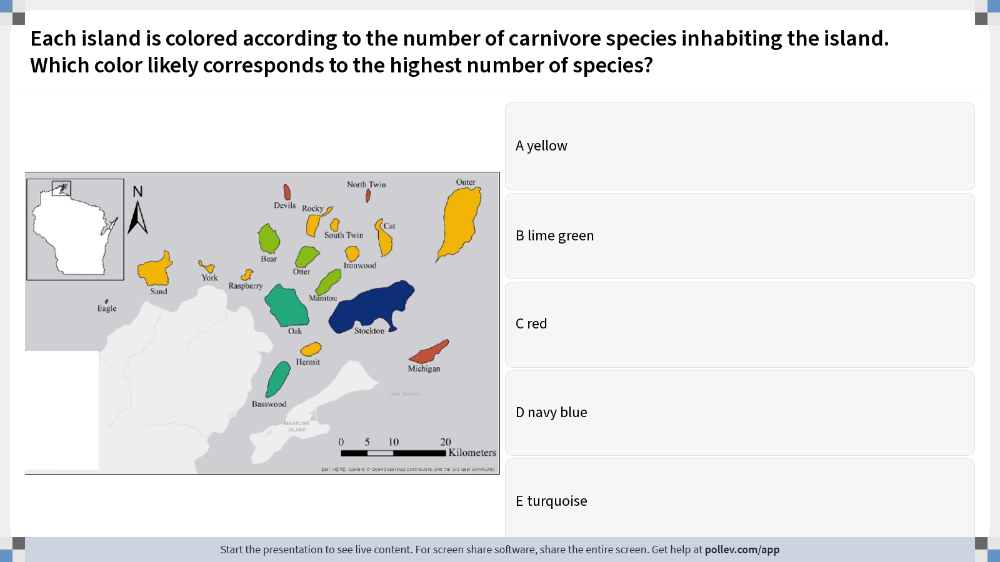 Each island is colored according to the number of carnivore species inhabiting the island.
Which color likely corresponds to the highest number of species?
N
Devils
North Twin
Outer
Rocky
South Twin
Cat
Bear
Otter
Ironwood
Sand
York
Raspberry
Manitou
Eagle
Oak
Stockton
Hermit
Michigan
Basswood
Lake Superior
MADELINE
ISLAND
0 5 10 20
Kilometers
Esri, HERE, Garmin, © OpenStreetMap contributors, and the GIS user community
A yellow
B lime green
C red
D navy blue
E turquoise
Start the presentation to see live content. For screen share software, share the entire screen. Get help at pollev.com/app